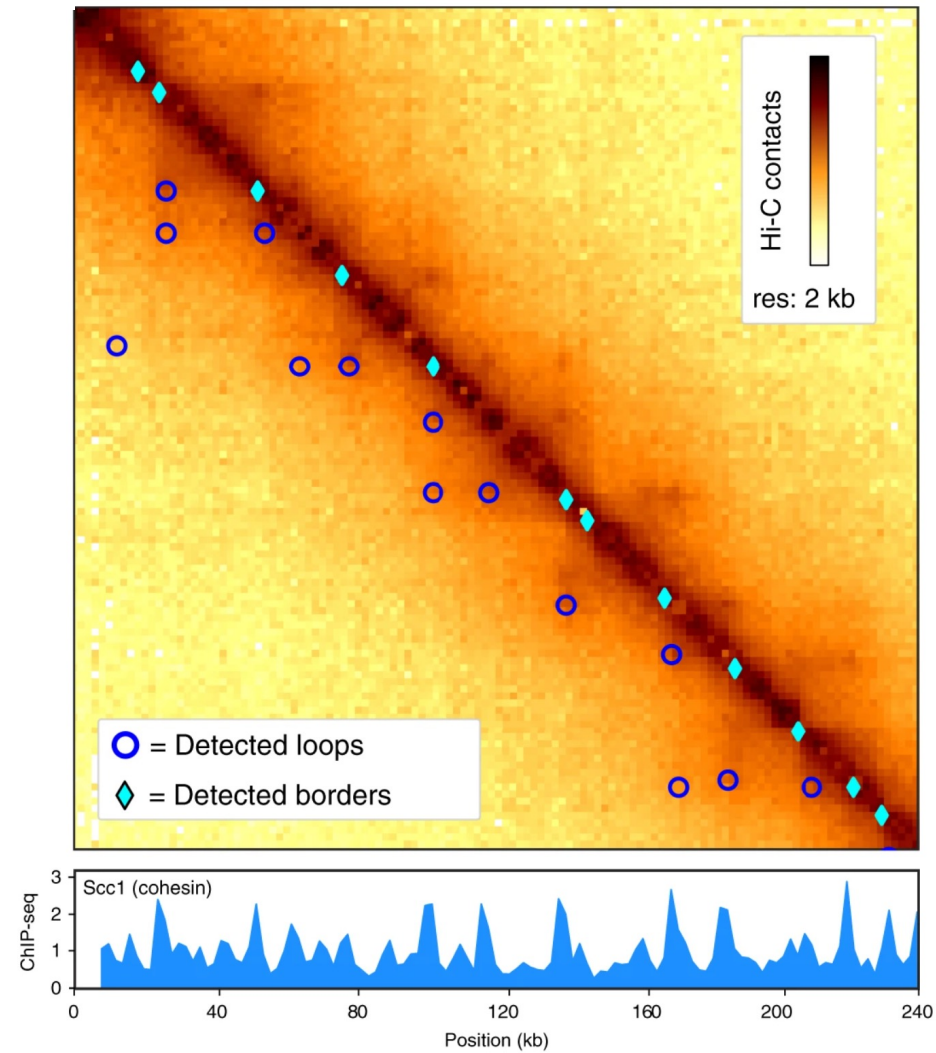 Hi-C contacts
res: 2 kb
= Detected loops
= Detected borders
Scc1 (cohesin)
ChIP-seq
3
2
1
0
0 40 80 120 160 200 240
Position (kb)